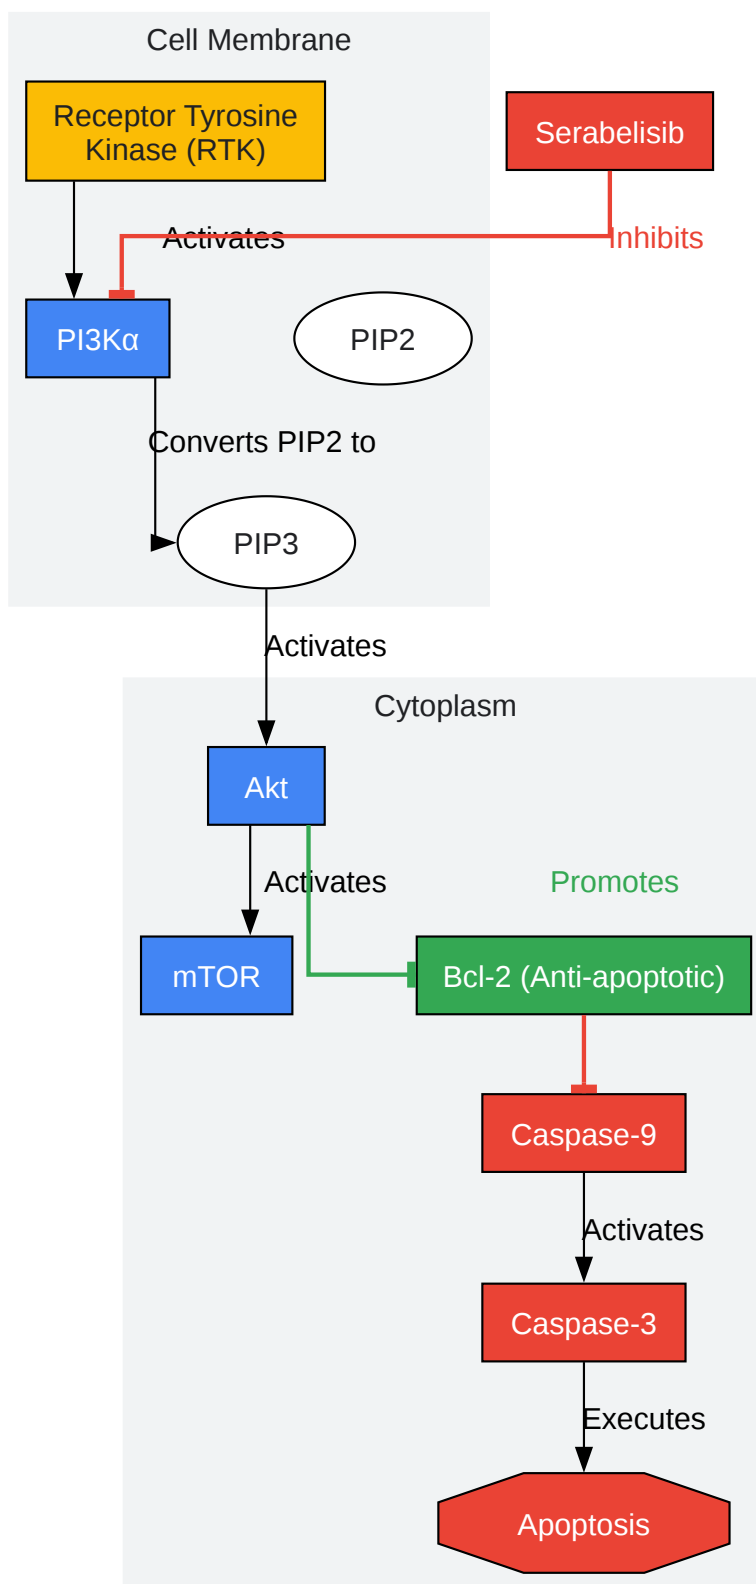 Cell Membrane
Receptor Tyrosine
Kinase (RTK)
Serabelisib
Activates
Inhibits
PI3Kα
PIP2
Converts PIP2 to
PIP3
Activates
Cytoplasm
Akt
Activates
Promotes
mTOR
Bcl-2 (Anti-apoptotic)
Caspase-9
Activates
Caspase-3
Executes
Apoptosis